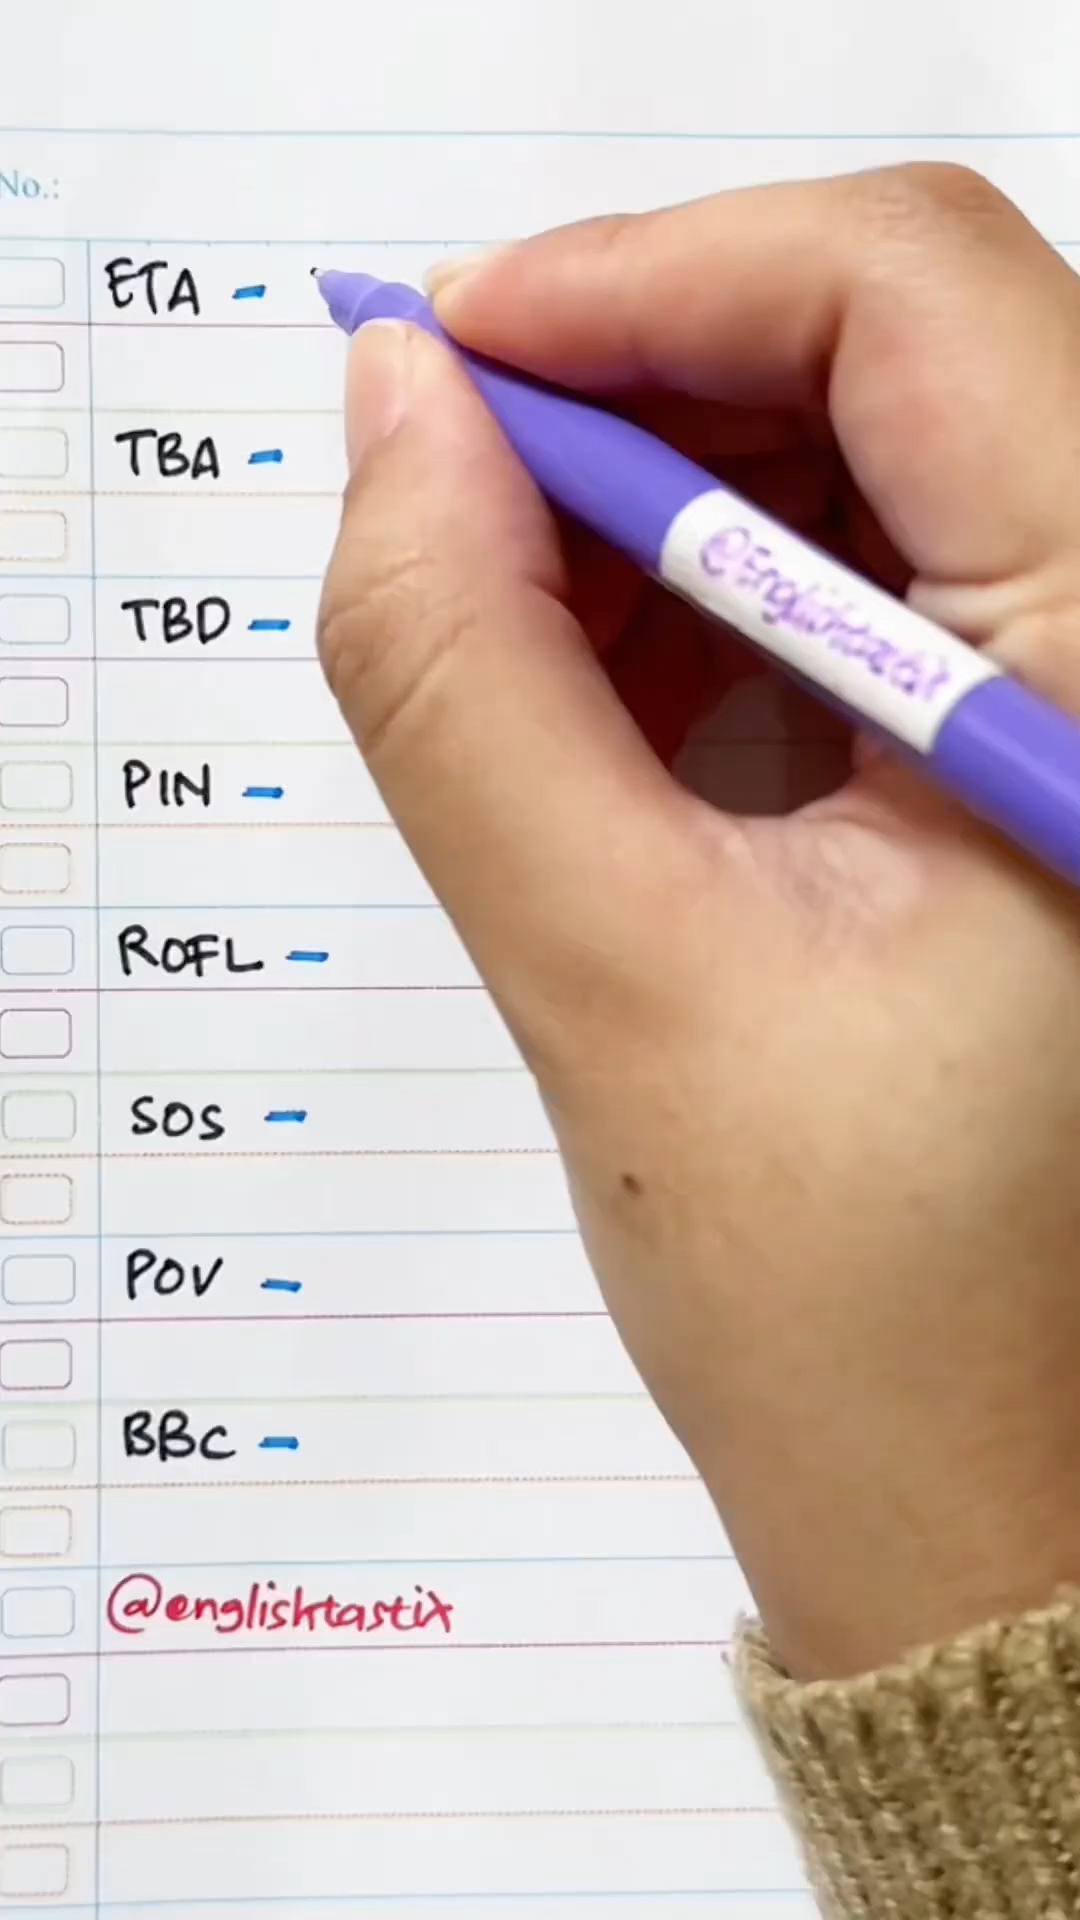 No.:
ETA -
TBA -
TBD -
PIN -
ROFL -
SOS -
POV -
BBC -
@englishtastix
@Englishtastix